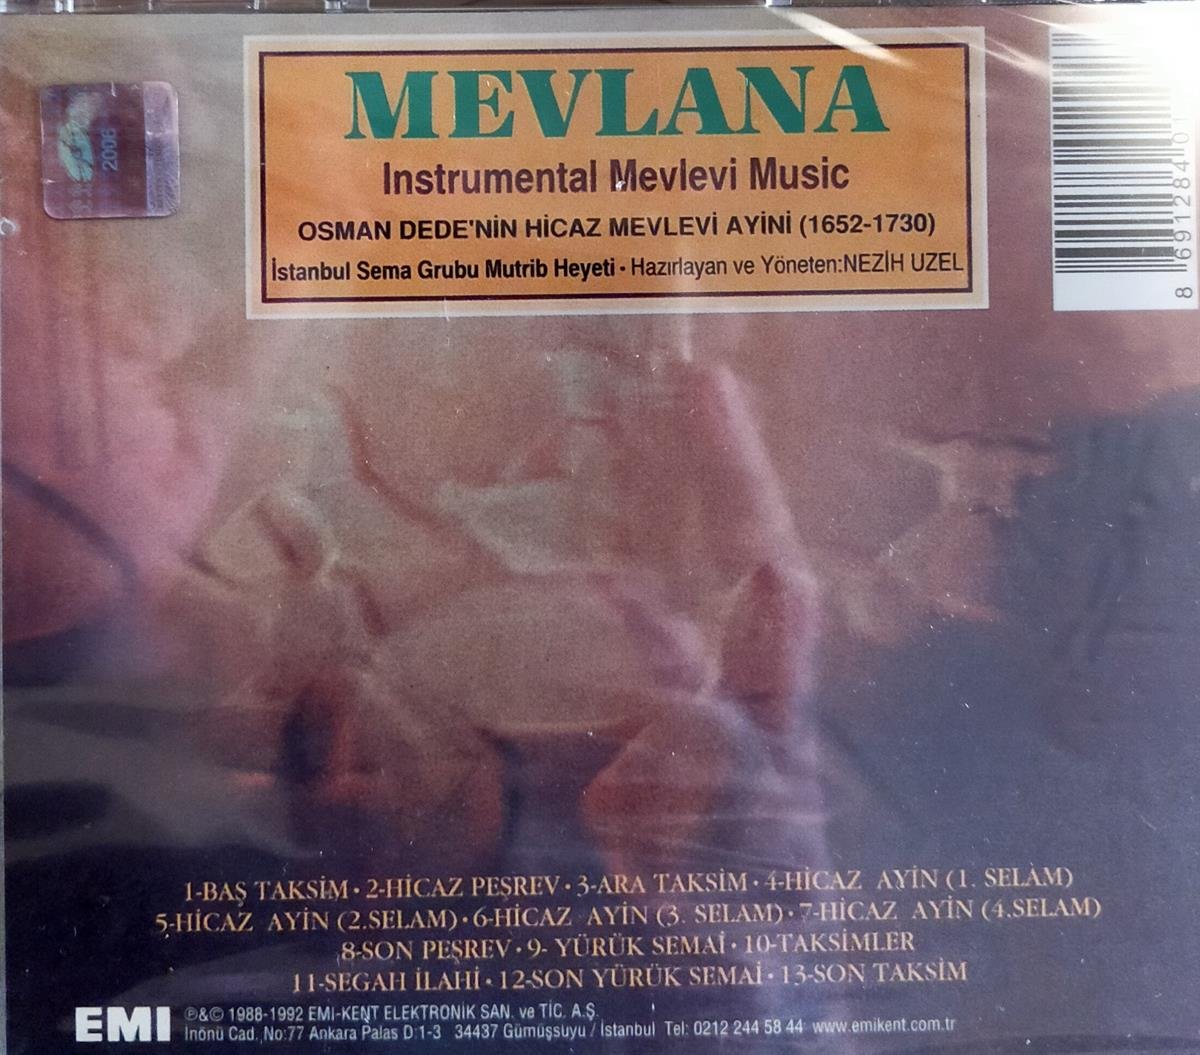 MEVLANA
Instrumental Mevlevi Music
OSMAN DEDE'NİN HİCAZ MEVLEVİ AYİNİ (1652-1730)
İstanbul Sema Grubu Mutrib Heyeti • Hazırlayan ve Yöneten:NEZİH UZEL
2006
8 691284 01
1-BAŞ TAKSİM • 2-HİCAZ PEŞREV • 3-ARA TAKSİM • 4-HİCAZ AYİN (1. SELAM)
5-HİCAZ AYİN (2.SELAM) • 6-HİCAZ AYİN (3. SELAM) • 7-HİCAZ AYİN (4.SELAM)
8-SON PEŞREV • 9- YÜRÜK SEMAİ • 10-TAKSİMLER
11-SEGAH İLAHİ • 12-SON YÜRÜK SEMAİ • 13-SON TAKSİM
EMI ℗&© 1988-1992 EMI-KENT ELEKTRONİK SAN. ve TİC. A.Ş.
İnönü Cad. No:77 Ankara Palas D:1-3 34437 Gümüşsuyu / İstanbul Tel: 0212 244 58 44 www.emikent.com.tr